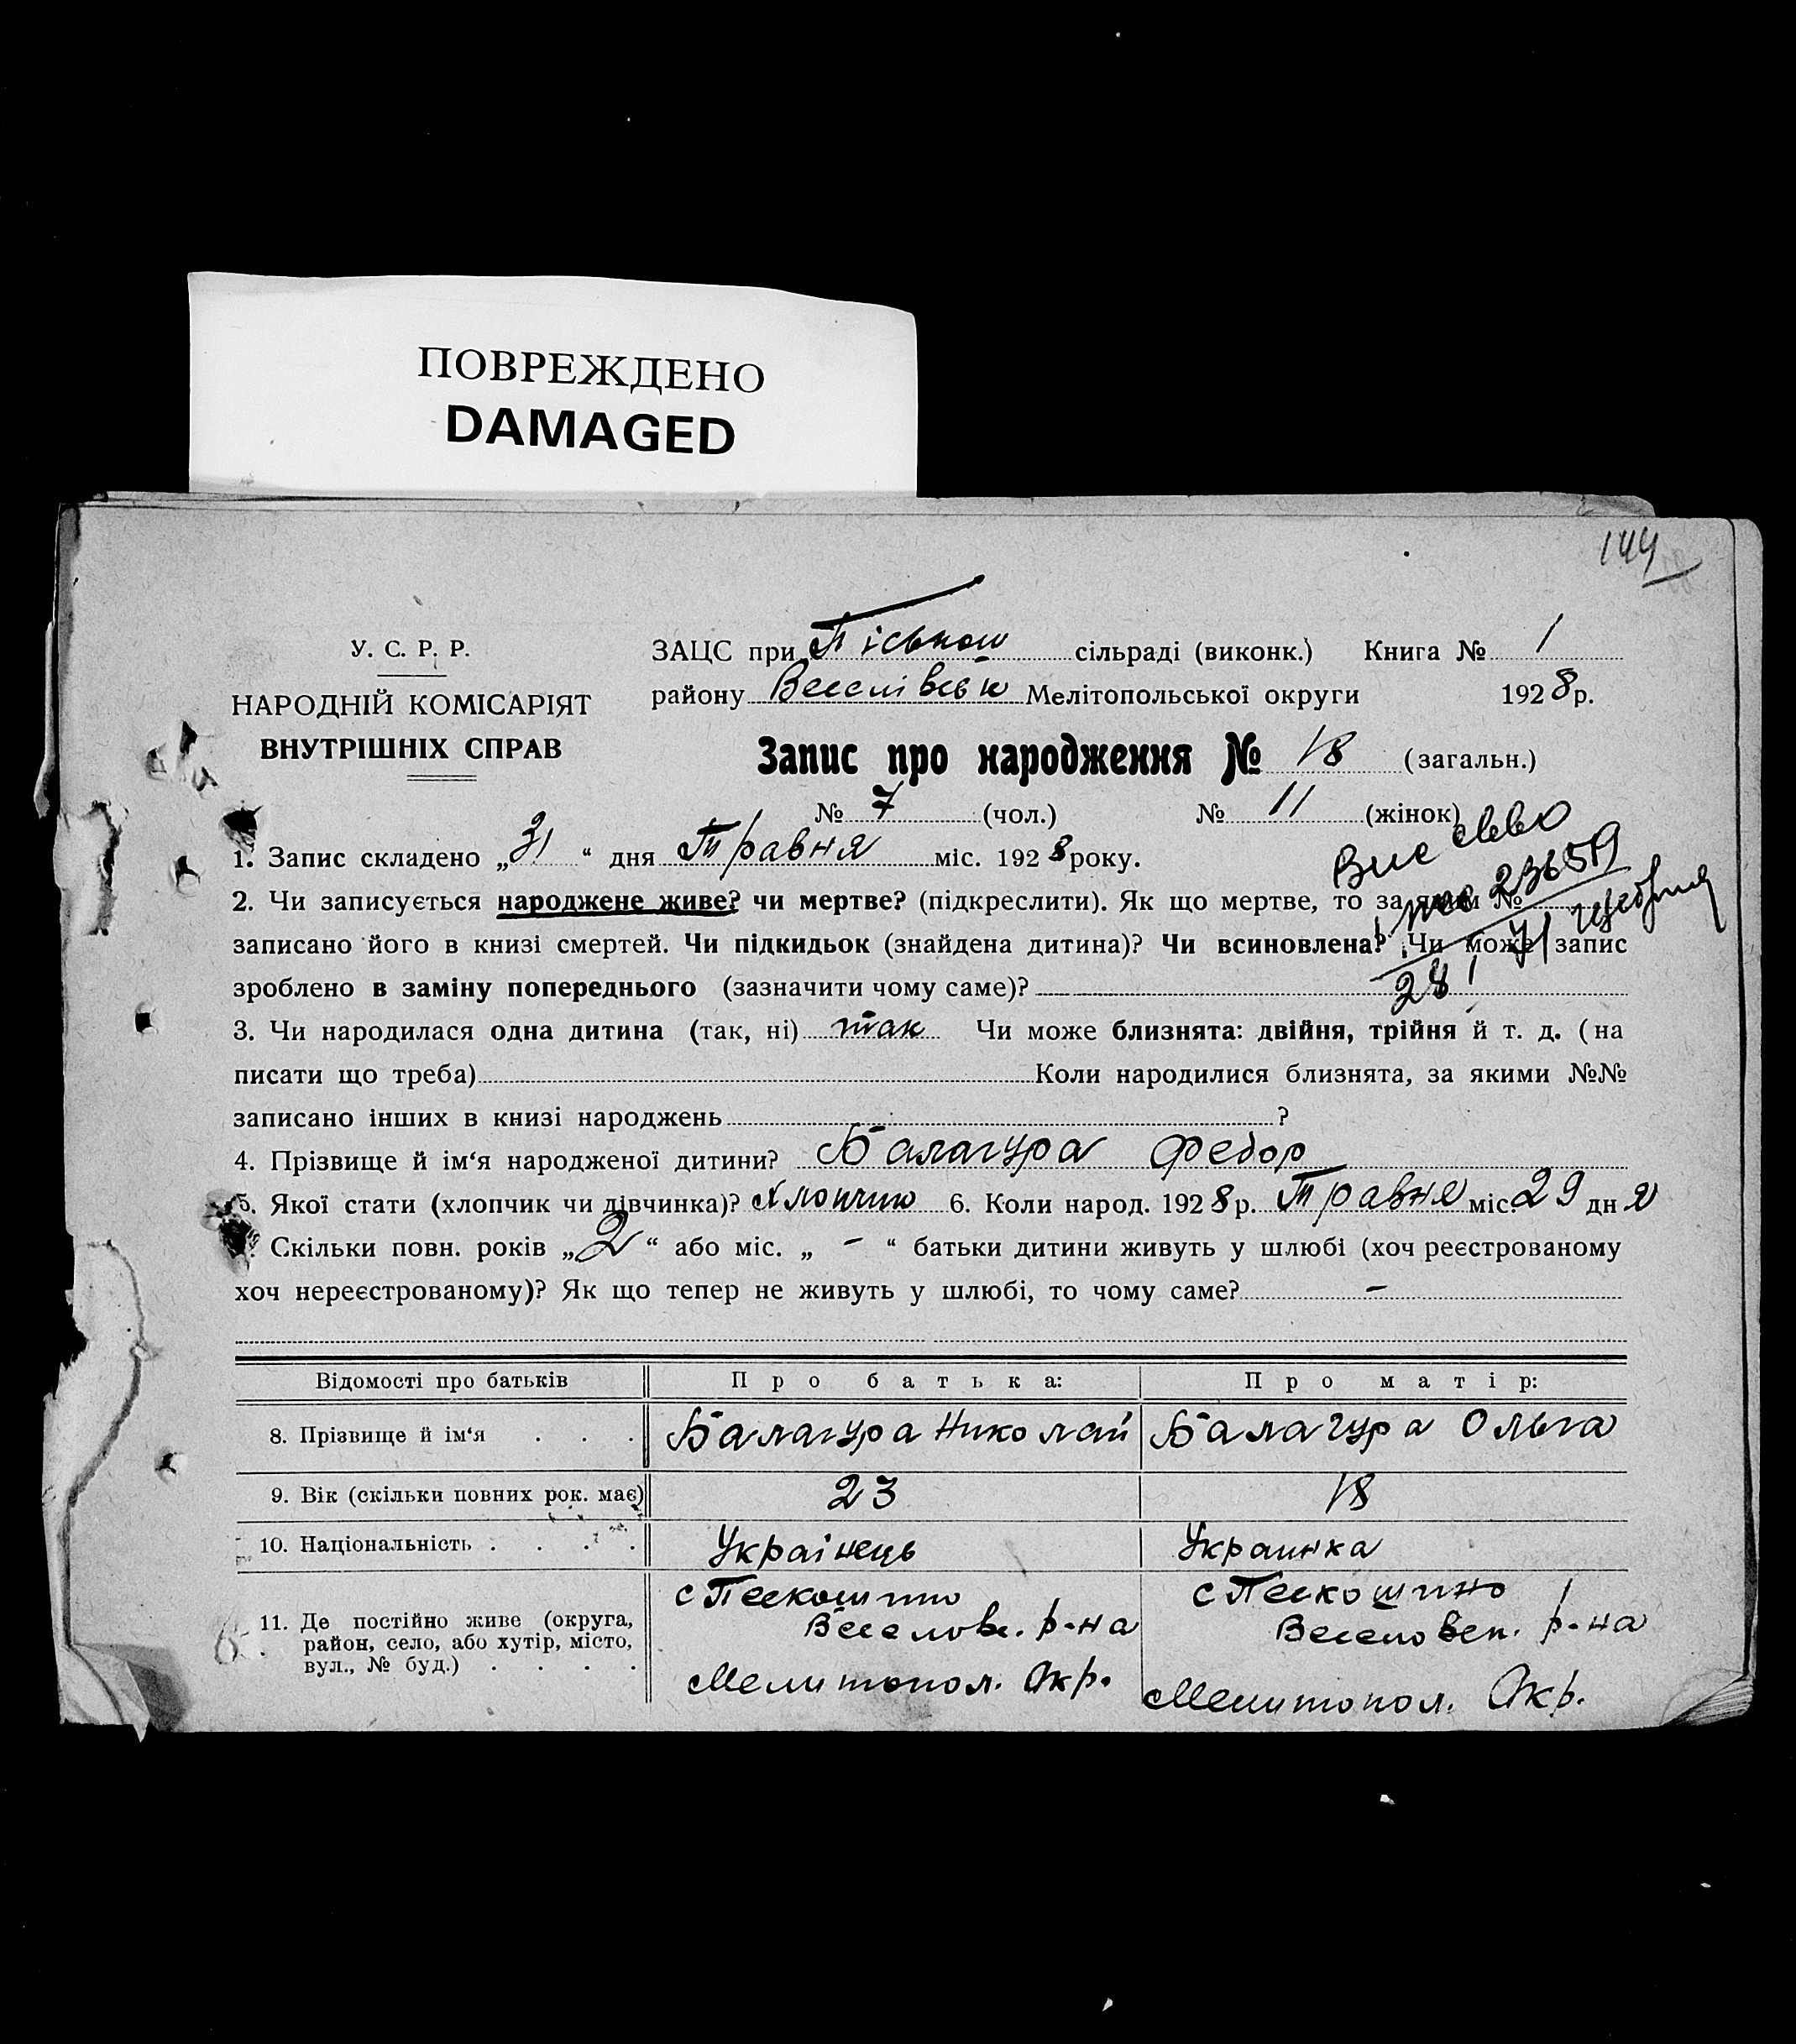 ПОВРЕЖДЕНО
DAMAGED
144
У. С. Р. Р.
НАРОДНІЙ КОМІСАРІЯТ
ВНУТРІШНІХ СПРАВ
ЗАЦС при Піськош сільраді (виконк.) Книга № 1
району Веселівськ Мелітопольської округи 1928 р.
Запис про народження № 18 (загальн.)
№ 7 (чол.) № 11 (жінок)
1. Запис складено „31“ дня Травня міс. 1928 року.
2. Чи записується народжене живе? чи мертве? (підкреслити). Як що мертве, то за яким №
записано його в книзі смертей. Чи підкидьок (знайдена дитина)? Чи всиновлена? Чи може запис
зроблено в заміну попереднього (зазначити чому саме)?
28
3. Чи народилася одна дитина (так, ні) так Чи може близнята: двійня, трійня й т. д. (на
писати що треба) Коли народилися близнята, за якими №№
записано інших в книзі народжень ?
4. Прізвище й ім‘я народженої дитини? Балагура Федор
5. Якої стати (хлопчик чи дівчинка)? Хлопчик 6. Коли народ. 1928 р. Травня міс. 29 дня
Скільки повн. років „2“ або міс. „ - “ батьки дитини живуть у шлюбі (хоч реєстрованому
хоч нереєстрованому)? Як що тепер не живуть у шлюбі, то чому саме? -
Відомості про батьків Про батька: Про матір:
8. Прізвище й ім‘я . . . Балагура Николай Балагура Ольга
9. Вік (скільки повних рок. має) 23 18
10. Національність . . . . Українець Украинка
11. Де постійно живе (округа, район, село, або хутір, місто, вул., № буд.) . . . .
с Пескошино
Веселовс. р-на
Мелитопол. Окр.
с Пескошино
Веселовск. р-на
Мелитопол. Окр.